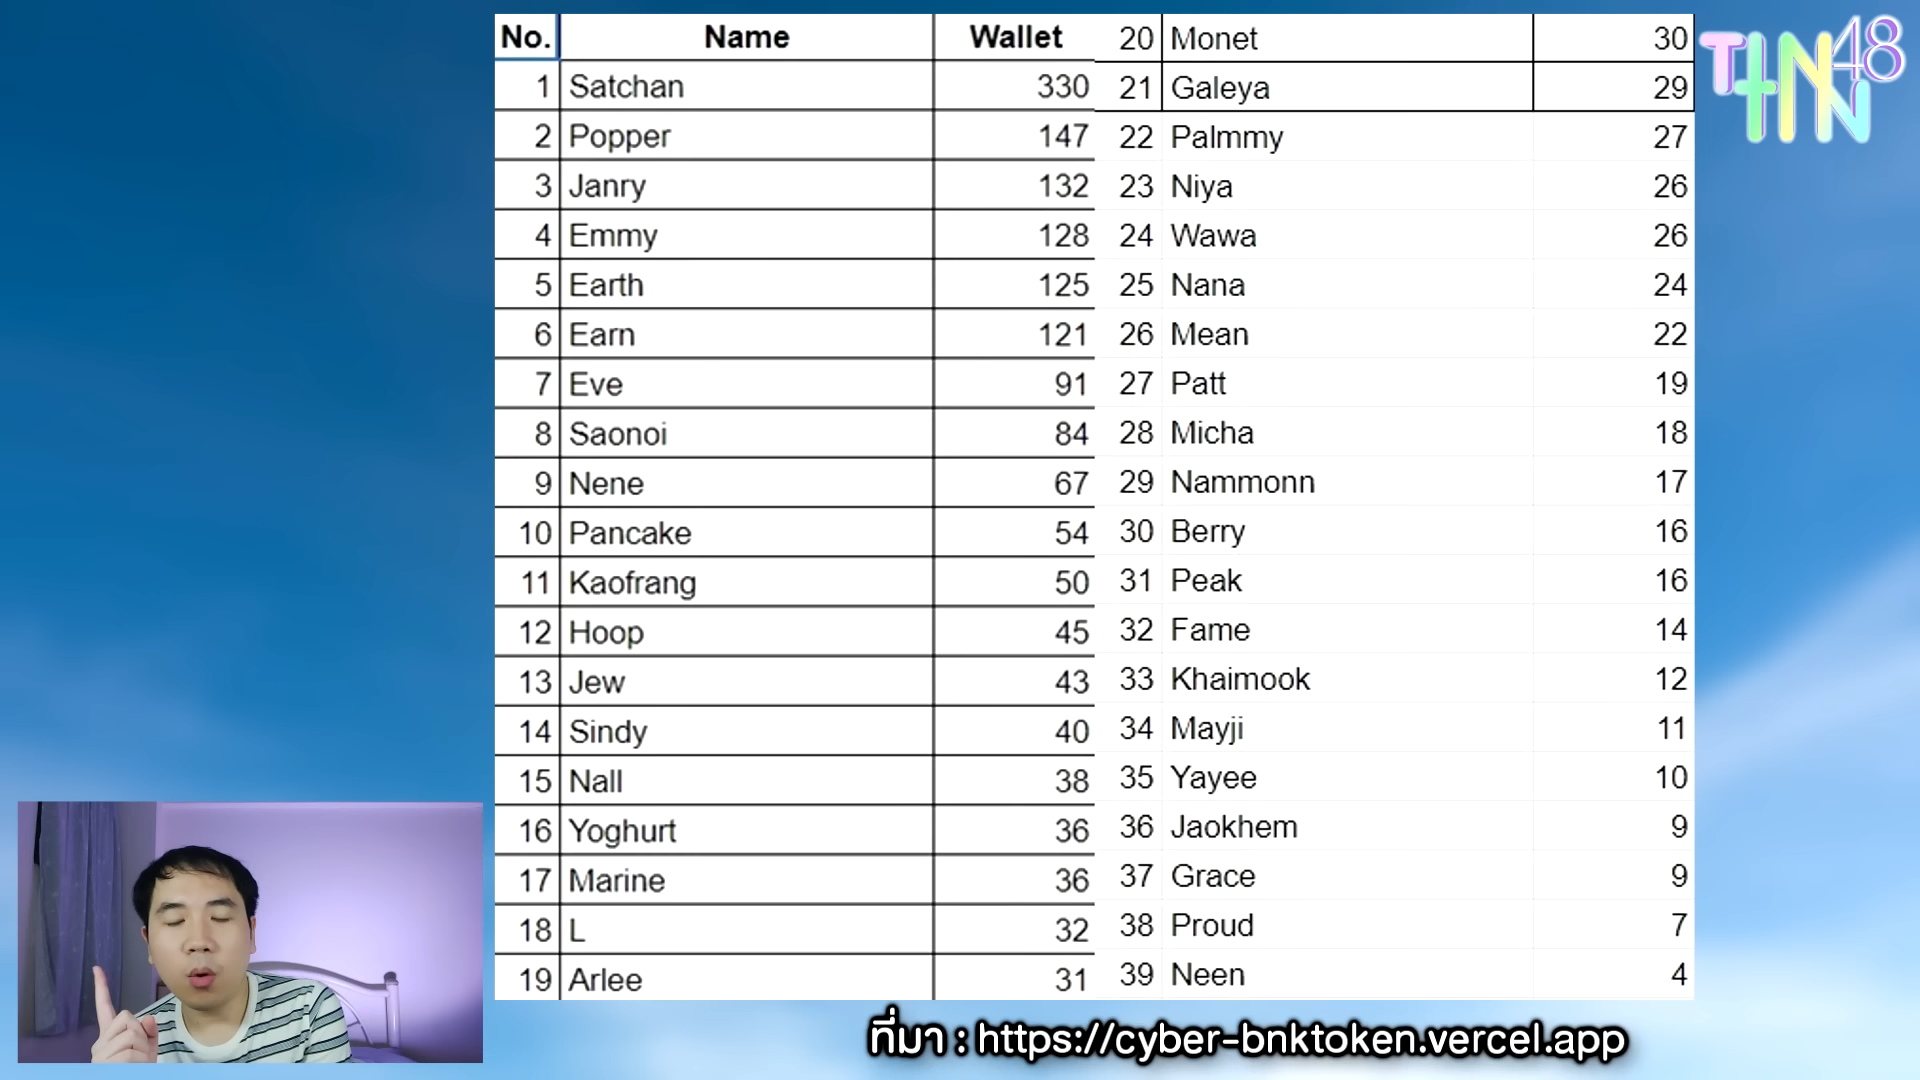 No. Name Wallet
1 Satchan 330
2 Popper 147
3 Janry 132
4 Emmy 128
5 Earth 125
6 Earn 121
7 Eve 91
8 Saonoi 84
9 Nene 67
10 Pancake 54
11 Kaofrang 50
12 Hoop 45
13 Jew 43
14 Sindy 40
15 Nall 38
16 Yoghurt 36
17 Marine 36
18 L 32
19 Arlee 31
20 Monet 30
21 Galeya 29
22 Palmmy 27
23 Niya 26
24 Wawa 26
25 Nana 24
26 Mean 22
27 Patt 19
28 Micha 18
29 Nammonn 17
30 Berry 16
31 Peak 16
32 Fame 14
33 Khaimook 12
34 Mayji 11
35 Yayee 10
36 Jaokhem 9
37 Grace 9
38 Proud 7
39 Neen 4
TTNN48
ที่มา : https://cyber-bnktoken.vercel.app